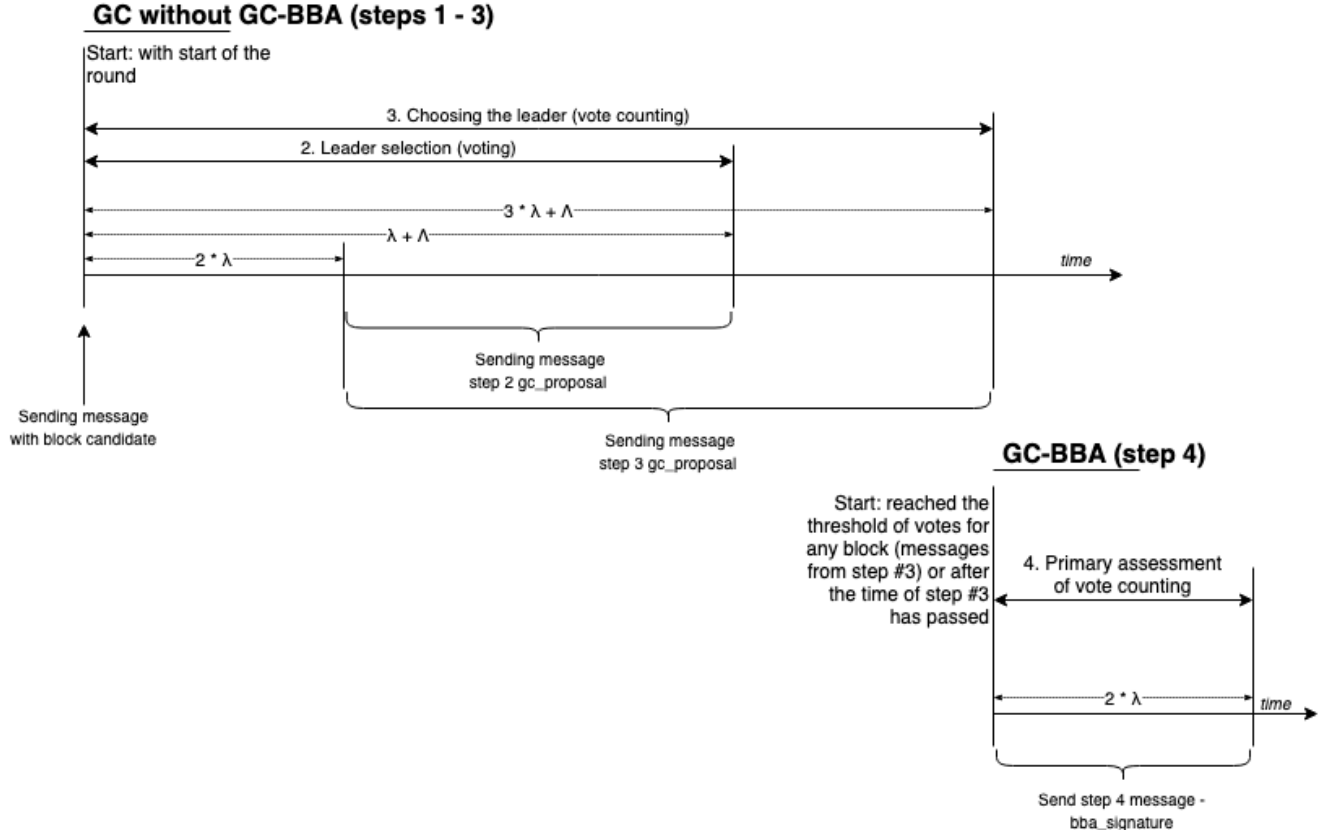 GC without GC-BBA (steps 1 - 3)
Start: with start of the
round
3. Choosing the leader (vote counting)
2. Leader selection (voting)
3 * λ + Λ
λ + Λ
2 * λ
time
Sending message
step 2 gc_proposal
Sending message
with block candidate
Sending message
step 3 gc_proposal
GC-BBA (step 4)
Start: reached the
threshold of votes for
any block (messages
from step #3) or after
the time of step #3
has passed
4. Primary assessment
of vote counting
2 * λ
time
Send step 4 message -
bba_signature